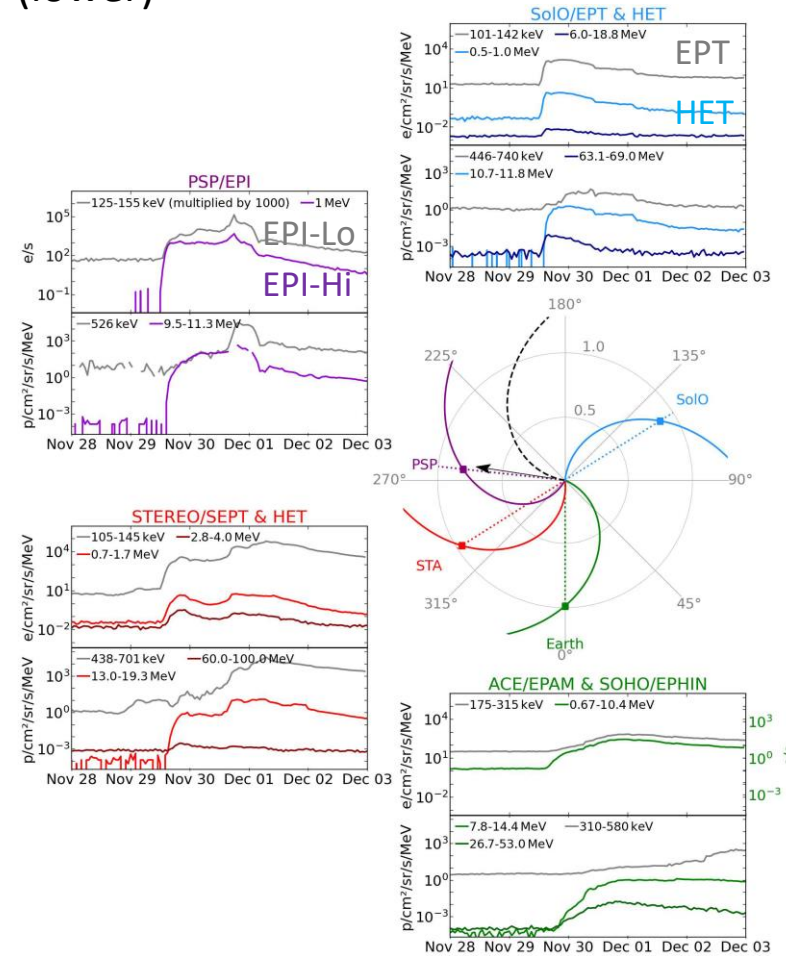 (lower)
SolO/EPT & HET
101-142 keV 6.0-18.8 MeV
0.5-1.0 MeV
EPT
HET
e/cm²/sr/s/MeV
10⁴
10¹
10⁻²
446-740 keV 63.1-69.0 MeV
10.7-11.8 MeV
p/cm²/sr/s/MeV
10³
10⁰
10⁻³
Nov 28 Nov 29 Nov 30 Dec 01 Dec 02 Dec 03
PSP/EPI
125-155 keV (multiplied by 1000) 1 MeV
EPI-Lo
EPI-Hi
e/s
10⁵
10²
10⁻¹
526 keV 9.5-11.3 MeV
p/cm²/sr/s/MeV
10³
10⁰
10⁻³
Nov 28 Nov 29 Nov 30 Dec 01 Dec 02 Dec 03
180°
225° 135°
1.0
0.5
SolO
PSP
270° 90°
STA
315° 45°
Earth
0°
STEREO/SEPT & HET
105-145 keV 2.8-4.0 MeV
0.7-1.7 MeV
e/cm²/sr/s/MeV
10⁴
10¹
10⁻²
438-701 keV 60.0-100.0 MeV
13.0-19.3 MeV
p/cm²/sr/s/MeV
10³
10⁰
10⁻³
Nov 28 Nov 29 Nov 30 Dec 01 Dec 02 Dec 03
ACE/EPAM & SOHO/EPHIN
175-315 keV 0.67-10.4 MeV
e/cm²/sr/s/MeV
10⁴
10¹
10⁻²
10³
10⁰
10⁻³
7.8-14.4 MeV 310-580 keV
26.7-53.0 MeV
p/cm²/sr/s/MeV
10³
10⁰
10⁻³
Nov 28 Nov 29 Nov 30 Dec 01 Dec 02 Dec 03